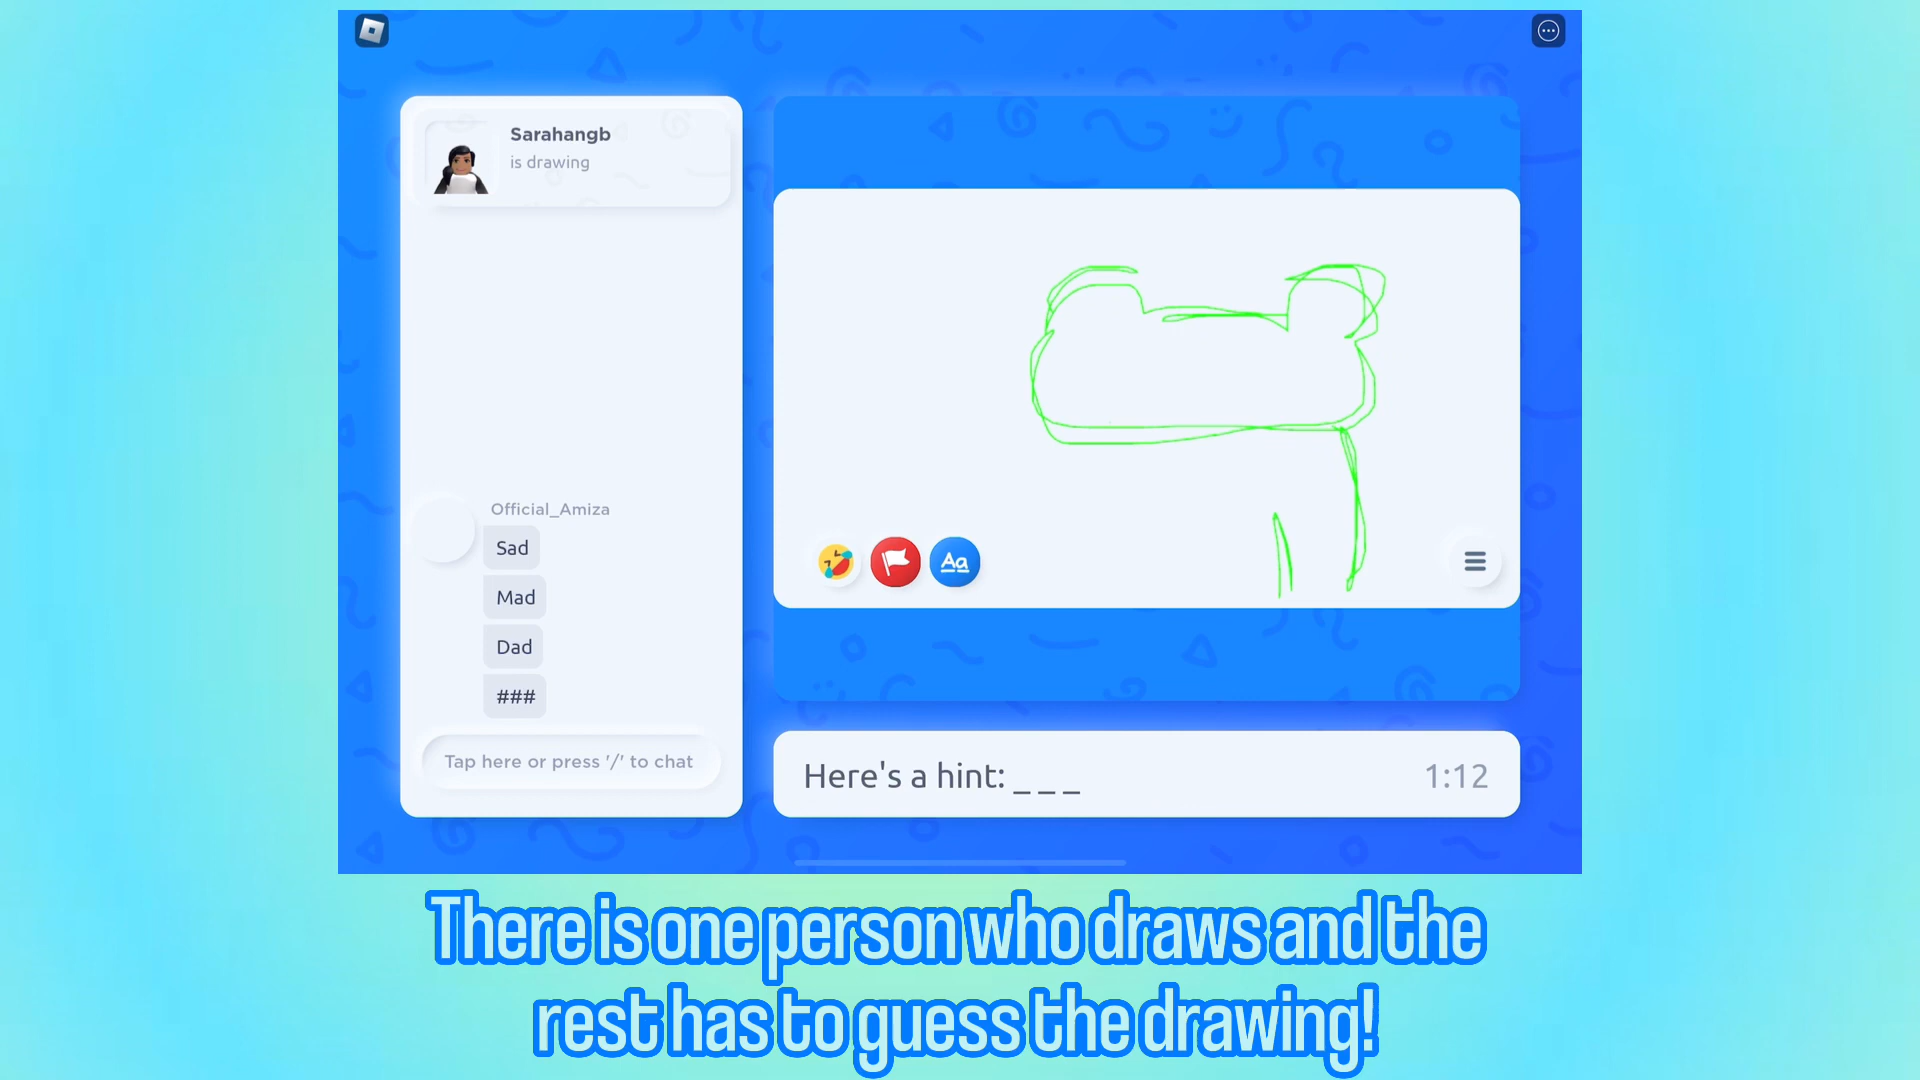 Sarahangb
is drawing
Official_Amiza
Sad
Mad
Dad
###
Tap here or press '/' to chat
Aa
Here's a hint: _ _ _
1:12
There is one person who draws and the
rest has to guess the drawing!